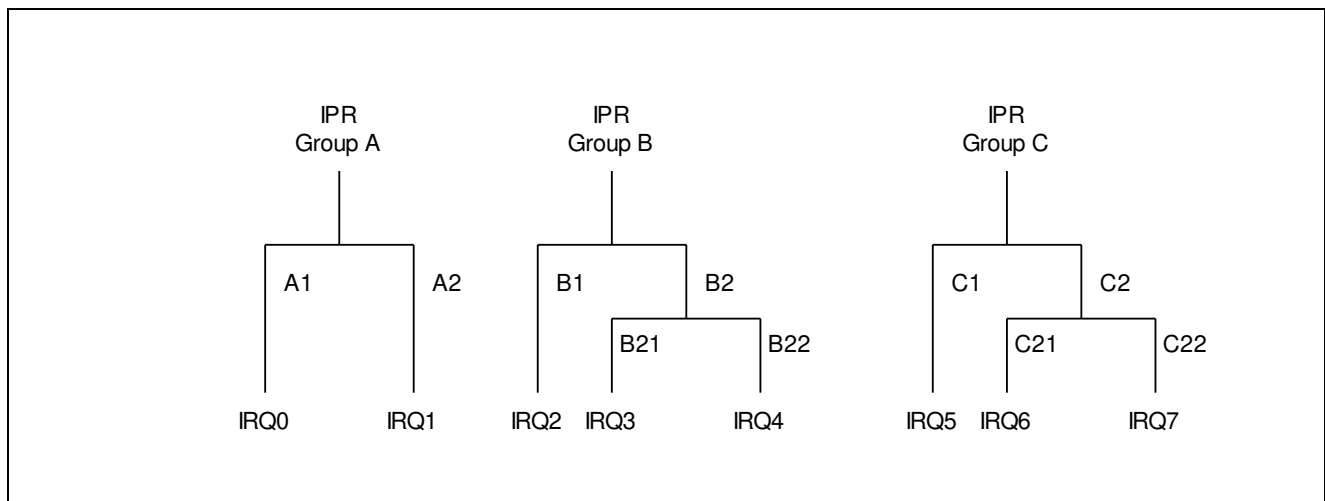 IPR
Group A
IPR
Group B
IPR
Group C
A1
A2
B1
B2
C1
C2
B21
B22
C21
C22
IRQ0
IRQ1
IRQ2
IRQ3
IRQ4
IRQ5
IRQ6
IRQ7